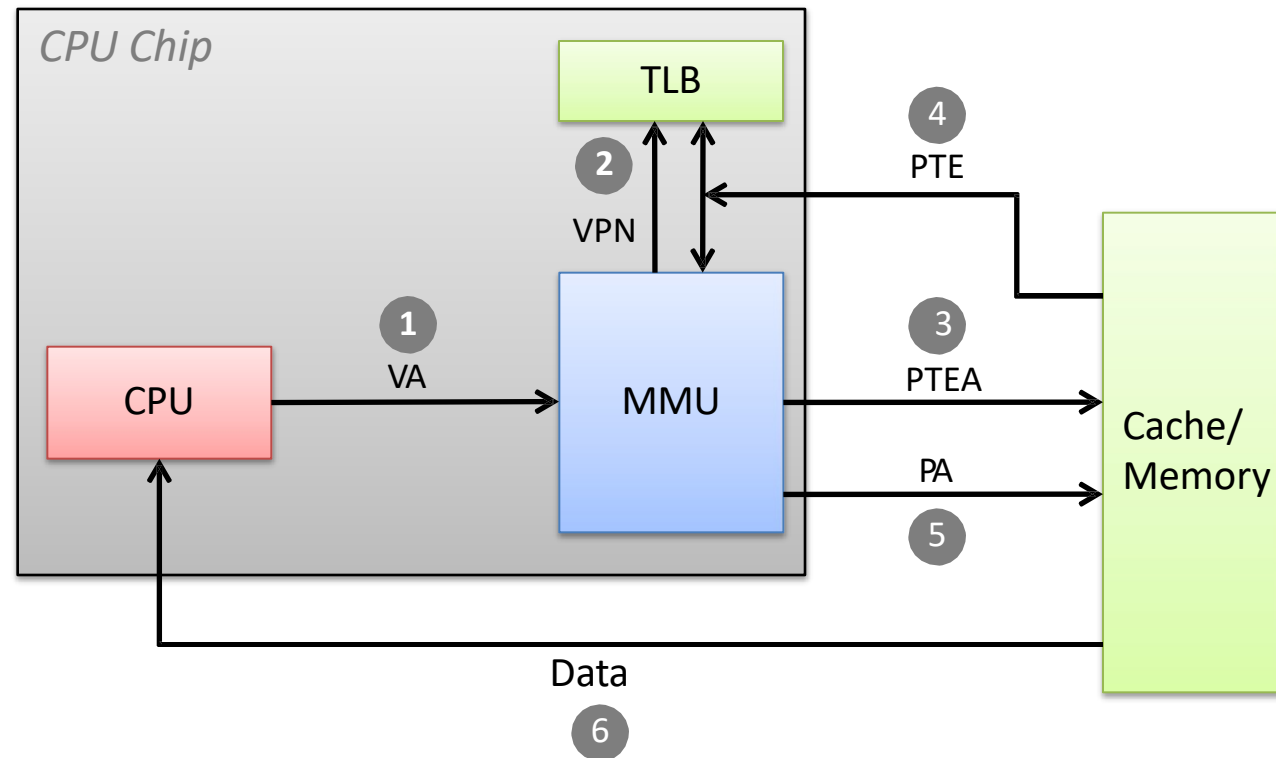 CPU Chip
TLB
4
PTE
2
VPN
1
VA
3
PTEA
CPU
MMU
Cache/
Memory
PA
5
Data
6